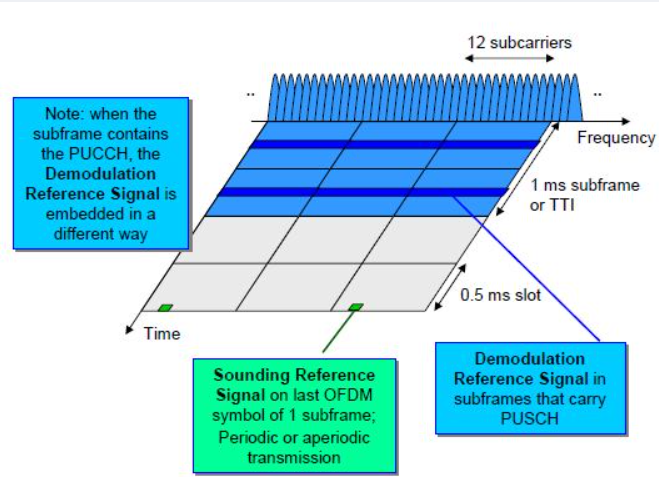 12 subcarriers
..
..
Frequency
Note: when the
subframe contains
the PUCCH, the
Demodulation
Reference Signal is
embedded in a
different way
1 ms subframe
or TTI
0.5 ms slot
Time
Sounding Reference
Signal on last OFDM
symbol of 1 subframe;
Periodic or aperiodic
transmission
Demodulation
Reference Signal in
subframes that carry
PUSCH